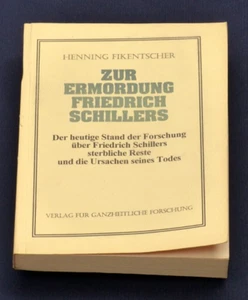 HENNING FIKENTSCHER
ZUR
ERMORDUNG
FRIEDRICH
SCHILLERS
Der heutige Stand der Forschung
über Friedrich Schillers
sterbliche Reste
und die Ursachen seines Todes
VERLAG FÜR GANZHEITLICHE FORSCHUNG